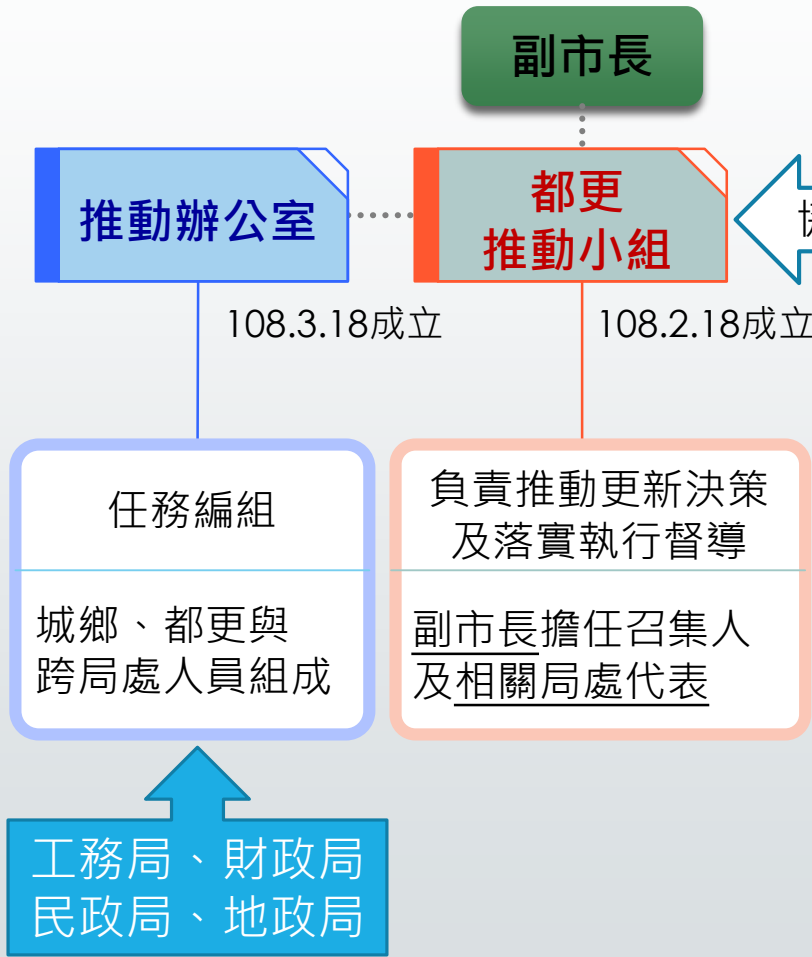 副市長
推動辦公室
都更
推動小組
108.3.18成立
108.2.18成立
任務編組
城鄉、都更與
跨局處人員組成
負責推動更新決策
及落實執行督導
副市長擔任召集人
及相關局處代表
工務局、財政局
民政局、地政局